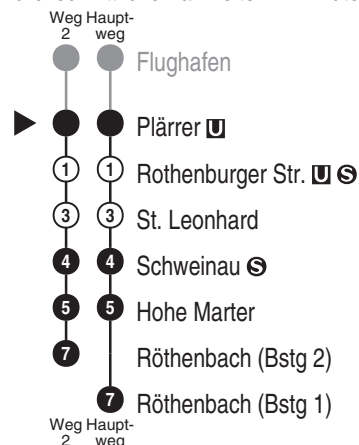 Weg Haupt-
2 weg
Flughafen
Plärrer U
1 1 Rothenburger Str. U S
3 3 St. Leonhard
4 4 Schweinau S
5 5 Hohe Marter
7 Röthenbach (Bstg 2)
7 Röthenbach (Bstg 1)
Weg Haupt-
2 weg